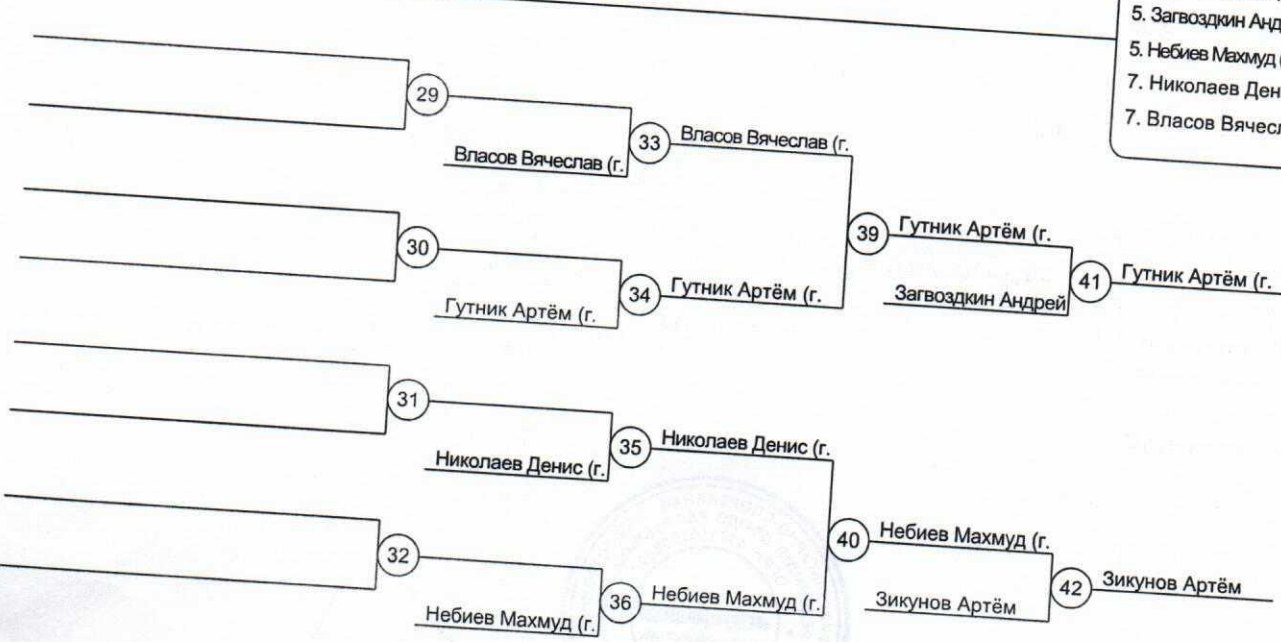 5. Загвоздкин Анд
5. Небиев Махмуд (
7. Николаев Ден
7. Власов Вячесл
29
33
Власов Вячеслав (г.
Власов Вячеслав (г.
30
34
Гутник Артём (г.
Гутник Артём (г.
39
Гутник Артём (г.
Загвоздкин Андрей
41
Гутник Артём (г.
31
35
Николаев Денис (г.
Николаев Денис (г.
32
36
Небиев Махмуд (г.
Небиев Махмуд (г.
40
Небиев Махмуд (г.
Зикунов Артём
42
Зикунов Артём